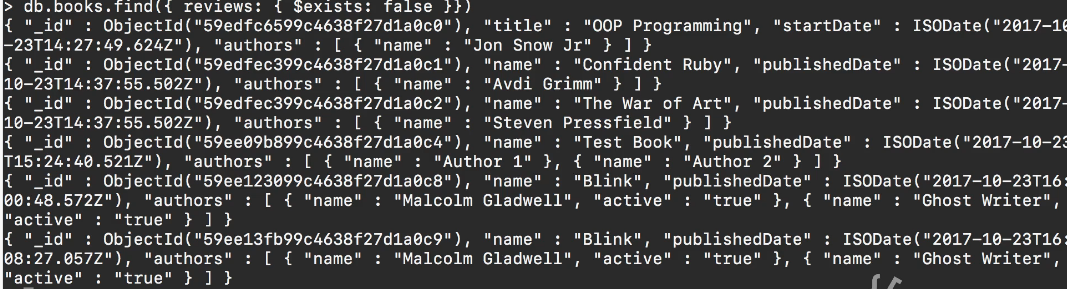 > db.books.find({ reviews: { $exists: false }})
{ "_id" : ObjectId("59edfc6599c4638f27d1a0c0"), "title" : "OOP Programming", "startDate" : ISODate("2017-10
-23T14:27:49.624Z"), "authors" : [ { "name" : "Jon Snow Jr" } ] }
{ "_id" : ObjectId("59edfec399c4638f27d1a0c1"), "name" : "Confident Ruby", "publishedDate" : ISODate("2017-
10-23T14:37:55.502Z"), "authors" : [ { "name" : "Avdi Grimm" } ] }
{ "_id" : ObjectId("59edfec399c4638f27d1a0c2"), "name" : "The War of Art", "publishedDate" : ISODate("2017-
10-23T14:37:55.502Z"), "authors" : [ { "name" : "Steven Pressfield" } ] }
{ "_id" : ObjectId("59ee09b899c4638f27d1a0c4"), "name" : "Test Book", "publishedDate" : ISODate("2017-10-23
T15:24:40.521Z"), "authors" : [ { "name" : "Author 1" }, { "name" : "Author 2" } ] }
{ "_id" : ObjectId("59ee123099c4638f27d1a0c8"), "name" : "Blink", "publishedDate" : ISODate("2017-10-23T16:
00:48.572Z"), "authors" : [ { "name" : "Malcolm Gladwell", "active" : "true" }, { "name" : "Ghost Writer",
"active" : "true" } ] }
{ "_id" : ObjectId("59ee13fb99c4638f27d1a0c9"), "name" : "Blink", "publishedDate" : ISODate("2017-10-23T16:
08:27.057Z"), "authors" : [ { "name" : "Malcolm Gladwell", "active" : "true" }, { "name" : "Ghost Writer",
"active" : "true" } ] }